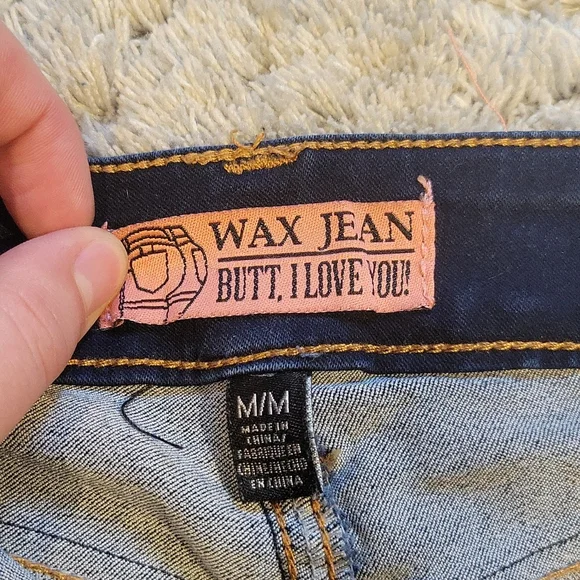 WAX JEAN
BUTT, I LOVE YOU!
M/M
MADE IN
CHINA/
FABRIQUE EN
CHINE/HECHO
EN CHINA